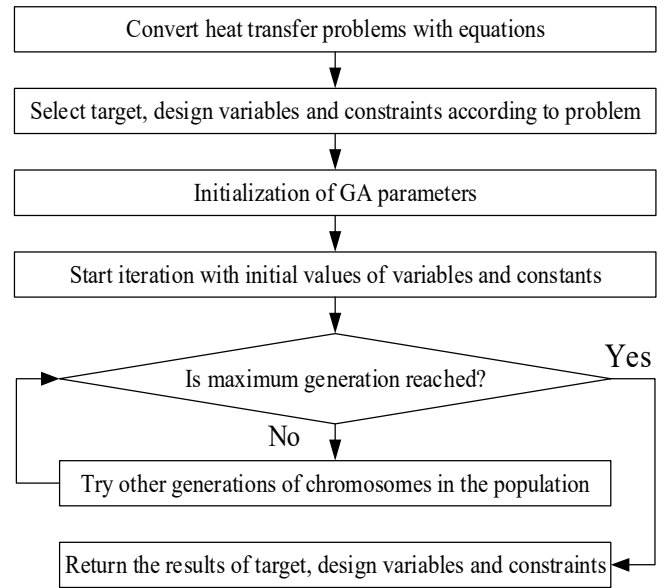 Convert heat transfer problems with equations
Select target, design variables and constraints according to problem
Initialization of GA parameters
Start iteration with initial values of variables and constants
Is maximum generation reached?
Yes
No
Try other generations of chromosomes in the population
Return the results of target, design variables and constraints